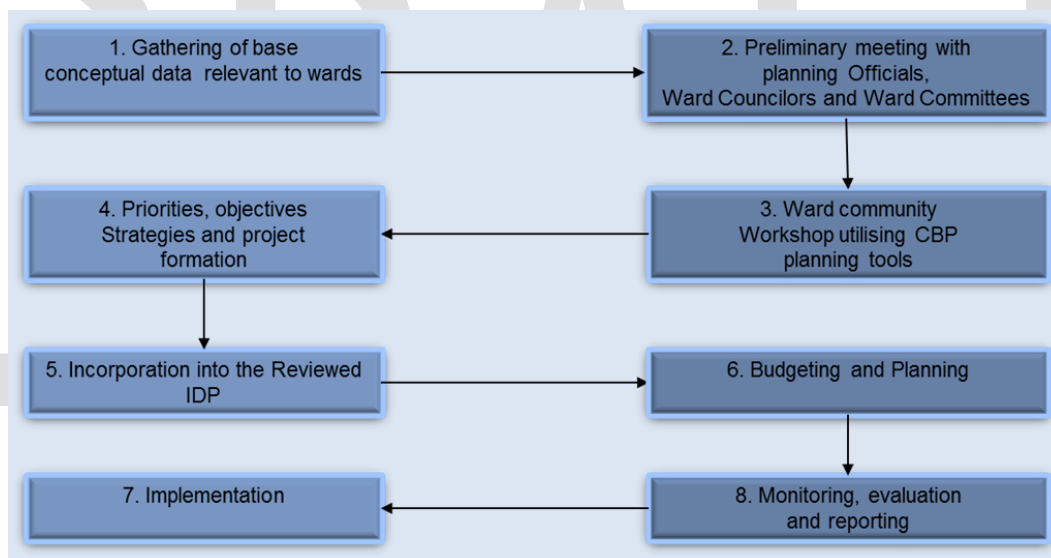 1. Gathering of base
conceptual data relevant to wards
2. Preliminary meeting with
planning Officials,
Ward Councilors and Ward Committees
4. Priorities, objectives
Strategies and project
formation
3. Ward community
Workshop utilising CBP
planning tools
5. Incorporation into the Reviewed
IDP
6. Budgeting and Planning
7. Implementation
8. Monitoring, evaluation
and reporting